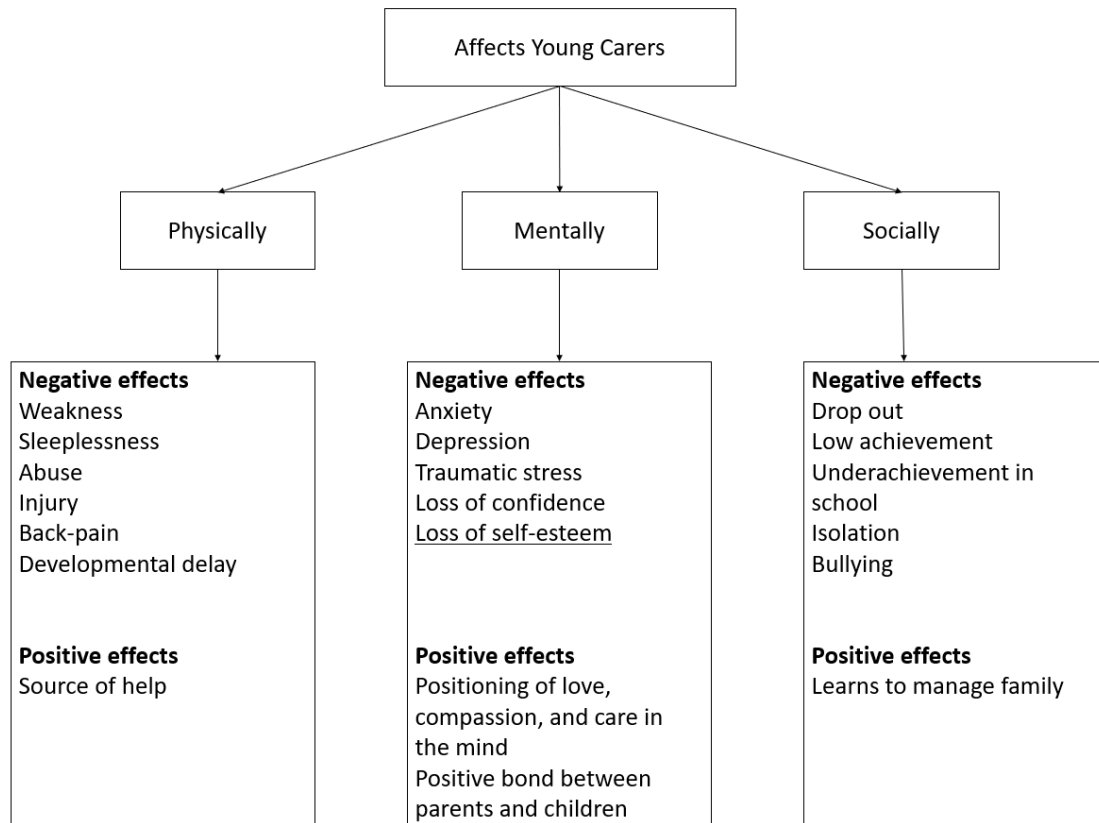 Affects Young Carers
Physically
Mentally
Socially
Negative effects
Weakness
Sleeplessness
Abuse
Injury
Back-pain
Developmental delay
Positive effects
Source of help
Negative effects
Anxiety
Depression
Traumatic stress
Loss of confidence
Loss of self-esteem
Positive effects
Positioning of love,
compassion, and care in
the mind
Positive bond between
parents and children
Negative effects
Drop out
Low achievement
Underachievement in
school
Isolation
Bullying
Positive effects
Learns to manage family